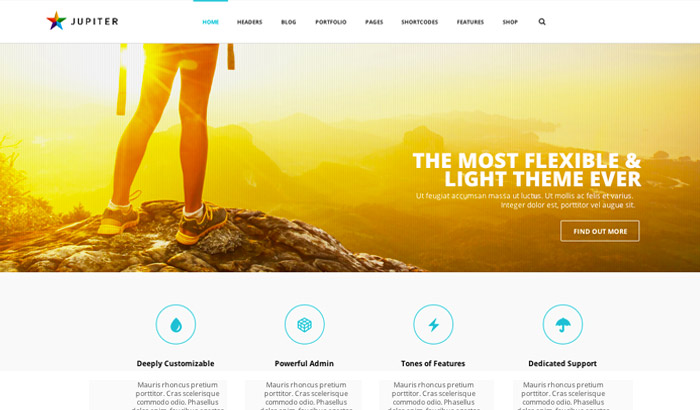 JUPITER
HOME HEADERS BLOG PORTFOLIO PAGES SHORTCODES FEATURES SHOP
THE MOST FLEXIBLE &
LIGHT THEME EVER
Ut feugiat accumsan massa ut luctus. Ut mollis ac felis et varius.
Integer dolor est, porttitor vel augue sit.
FIND OUT MORE
Deeply Customizable
Mauris rhoncus pretium
porttitor. Cras scelerisque
commodo odio. Phasellus
Powerful Admin
Mauris rhoncus pretium
porttitor. Cras scelerisque
commodo odio. Phasellus
Tones of Features
Mauris rhoncus pretium
porttitor. Cras scelerisque
commodo odio. Phasellus
Dedicated Support
Mauris rhoncus pretium
porttitor. Cras scelerisque
commodo odio. Phasellus